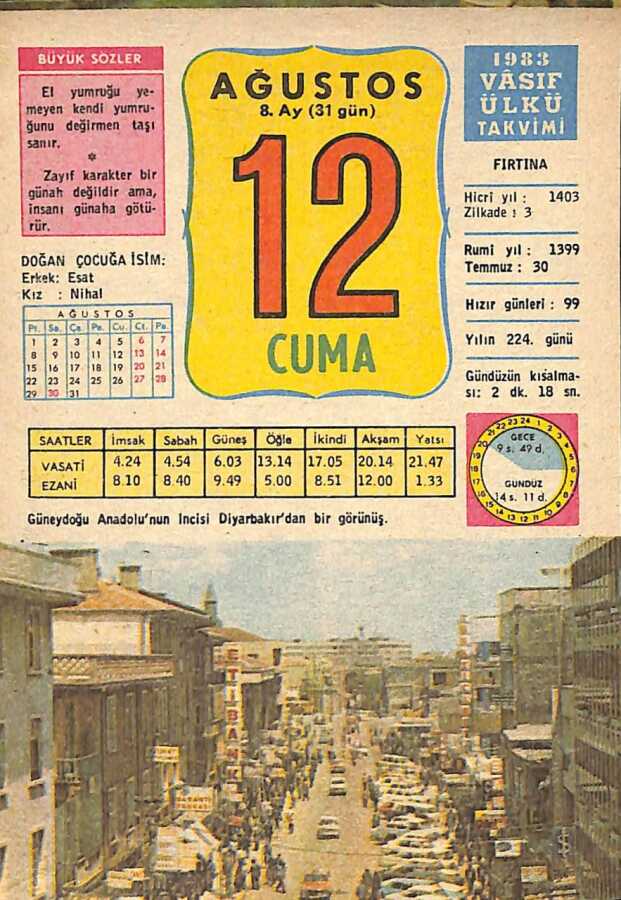 BÜYÜK SÖZLER
El yumruğu ye-
meyen kendi yumru-
ğunu değirmen taşı
sanır.
*
Zayıf karakter bir
günah değildir ama,
insanı günaha götü-
rür.
DOĞAN ÇOCUĞA İSİM:
Erkek: Esat
Kız : Nihal
AĞUSTOS
Pt. Sa. Ça. Pe. Cu. Ct. Pa.
1 2 3 4 5 6 7
8 9 10 11 12 13 14
15 16 17 18 19 20 21
22 23 24 25 26 27 28
29 30 31
AĞUSTOS
8. Ay (31 gün)
12
CUMA
1983
VÂSIF
ÜLKÜ
TAKVİMİ
FIRTINA
Hicrî yıl : 1403
Zilkade : 3
Rumî yıl : 1399
Temmuz : 30
Hızır günleri : 99
Yılın 224. günü
Gündüzün kısalma-
sı: 2 dk. 18 sn.
SAATLER İmsak Sabah Güneş Öğle İkindi Akşam Yatsı
VASATİ 4.24 4.54 6.03 13.14 17.05 20.14 21.47
EZANİ 8.10 8.40 9.49 5.00 8.51 12.00 1.33
GECE
9 s. 49 d.
GÜNDÜZ
14 s. 11 d.
Güneydoğu Anadolu'nun incisi Diyarbakır'dan bir görünüş.
ETİBANK
GARANTİ
BANKASI